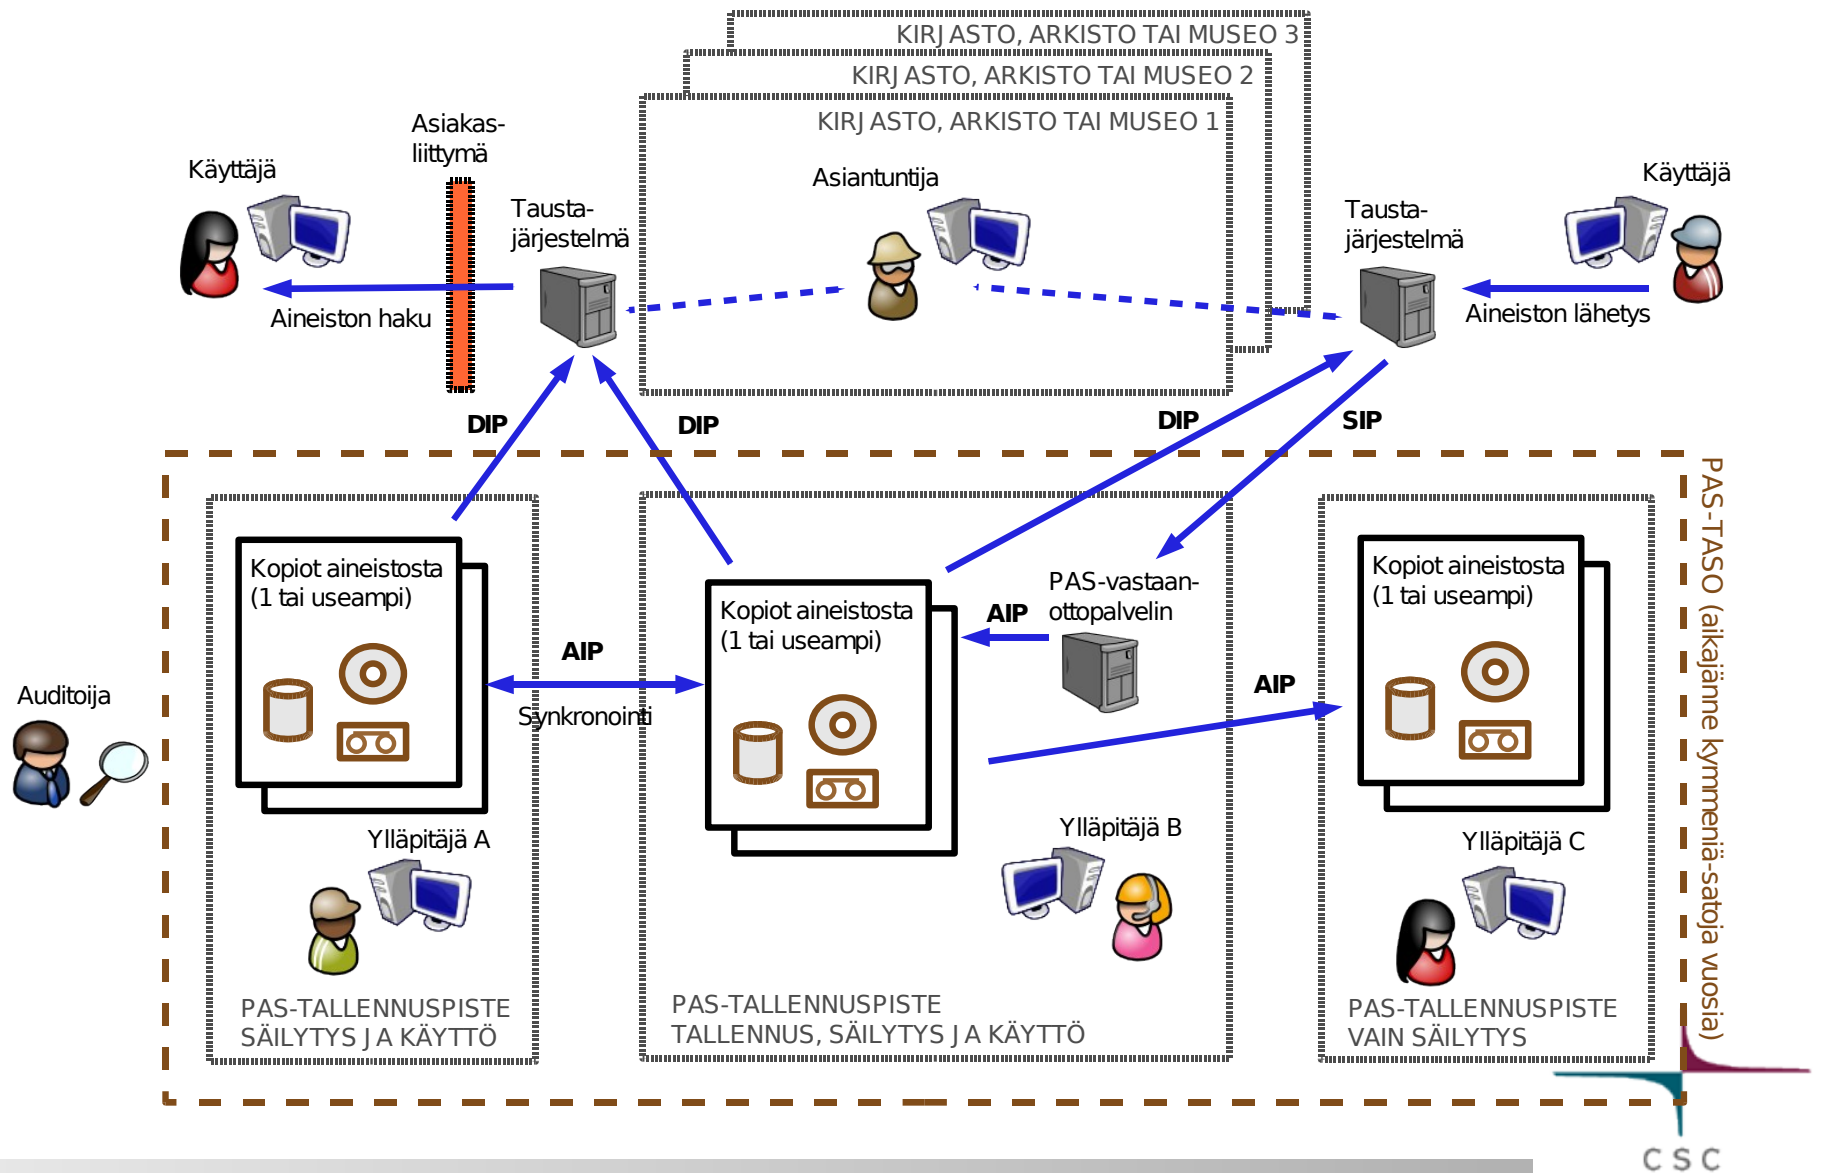 KIRJASTO, ARKISTO TAI MUSEO 3
KIRJASTO, ARKISTO TAI MUSEO 2
KIRJASTO, ARKISTO TAI MUSEO 1
Asiakas-
liittymä
Käyttäjä
Tausta-
järjestelmä
Asiantuntija
Tausta-
järjestelmä
Käyttäjä
Aineiston haku
Aineiston lähetys
DIP
DIP
DIP
SIP
PAS-TASO (aikajänne kymmeniä-satoja vuosia)
Kopiot aineistosta
(1 tai useampi)
Kopiot aineistosta
(1 tai useampi)
PAS-vastaan-
ottopalvelin
Kopiot aineistosta
(1 tai useampi)
AIP
AIP
AIP
Synkronointi
Auditoija
Ylläpitäjä A
Ylläpitäjä B
Ylläpitäjä C
PAS-TALLENNUSPISTE
SÄILYTYS JA KÄYTTÖ
PAS-TALLENNUSPISTE
TALLENNUS, SÄILYTYS JA KÄYTTÖ
PAS-TALLENNUSPISTE
VAIN SÄILYTYS
CSC